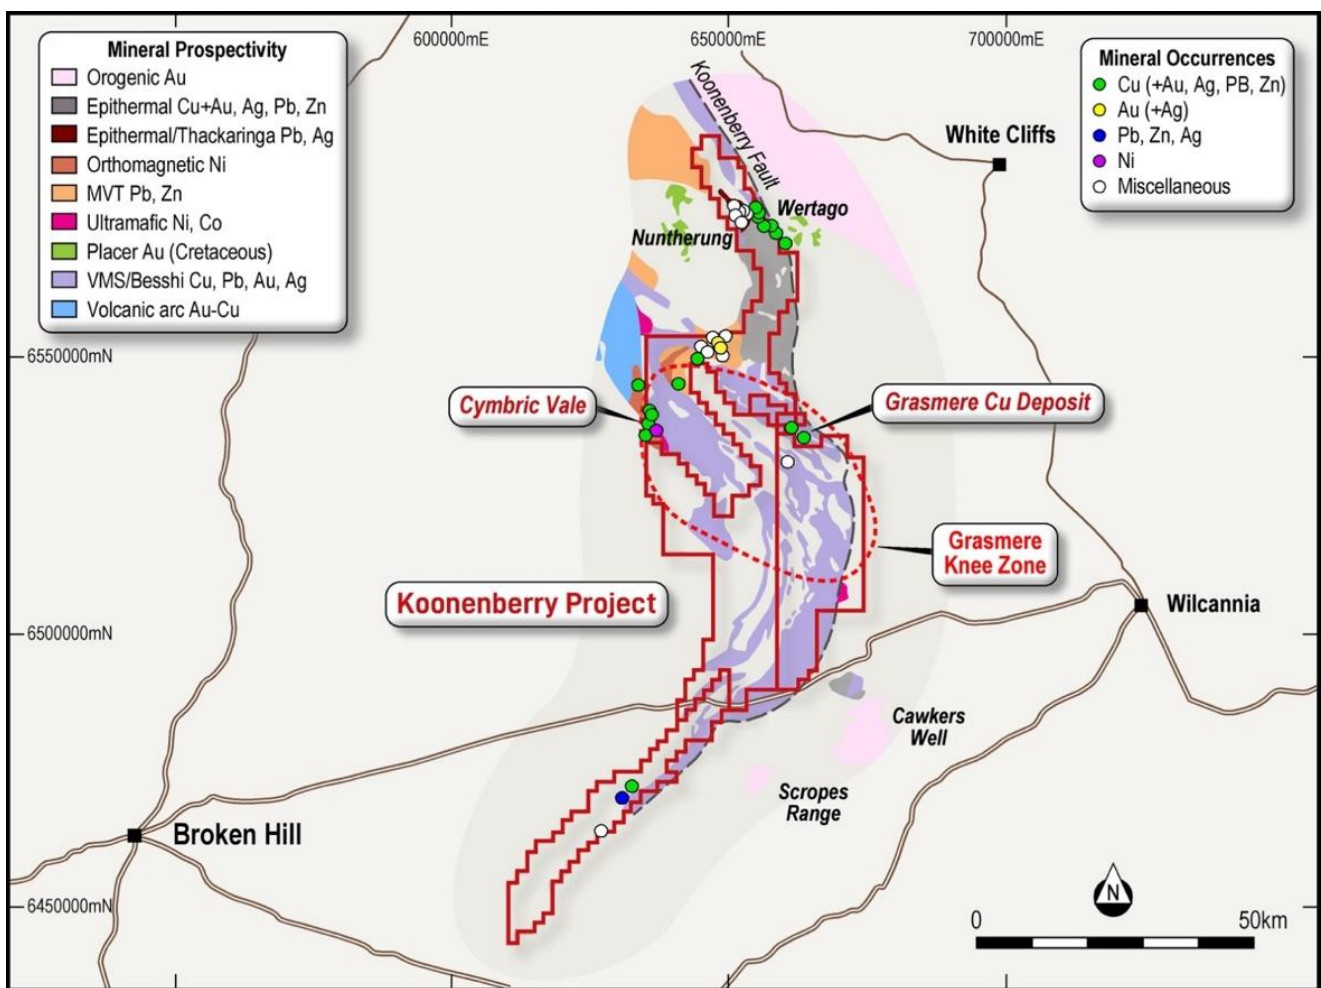 600000mE
650000mE
700000mE
Mineral Prospectivity
Orogenic Au
Epithermal Cu+Au, Ag, Pb, Zn
Epithermal/Thackaringa Pb, Ag
Orthomagnetic Ni
MVT Pb, Zn
Ultramafic Ni, Co
Placer Au (Cretaceous)
VMS/Besshi Cu, Pb, Au, Ag
Volcanic arc Au-Cu
Mineral Occurrences
Cu (+Au, Ag, PB, Zn)
Au (+Ag)
Pb, Zn, Ag
Ni
Miscellaneous
Koonenberry Fault
White Cliffs
Wertago
Nuntherung
6550000mN
Cymbric Vale
Grasmere Cu Deposit
Grasmere
Knee Zone
Koonenberry Project
Wilcannia
6500000mN
Cawkers
Well
Scropes
Range
Broken Hill
6450000mN
N
0
50km